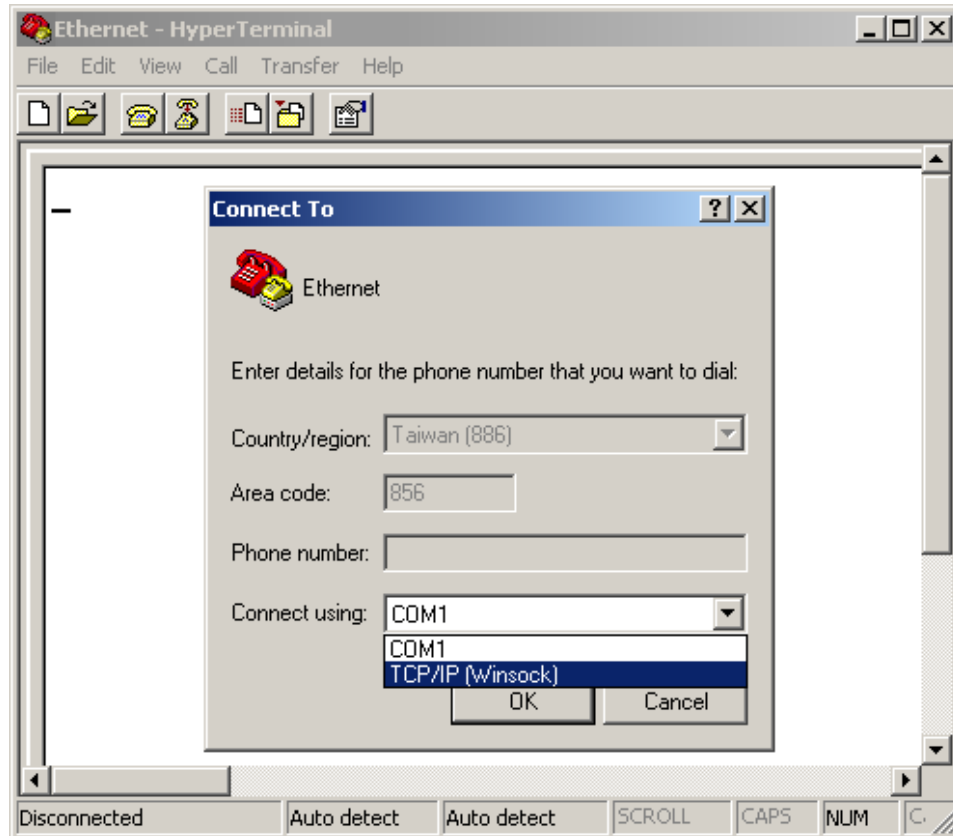 Ethernet - HyperTerminal
File Edit View Call Transfer Help
Connect To
Ethernet
Enter details for the phone number that you want to dial:
Country/region: Taiwan (886)
Area code: 856
Phone number:
Connect using: COM1
COM1
TCP/IP (Winsock)
OK Cancel
Disconnected Auto detect Auto detect SCROLL CAPS NUM